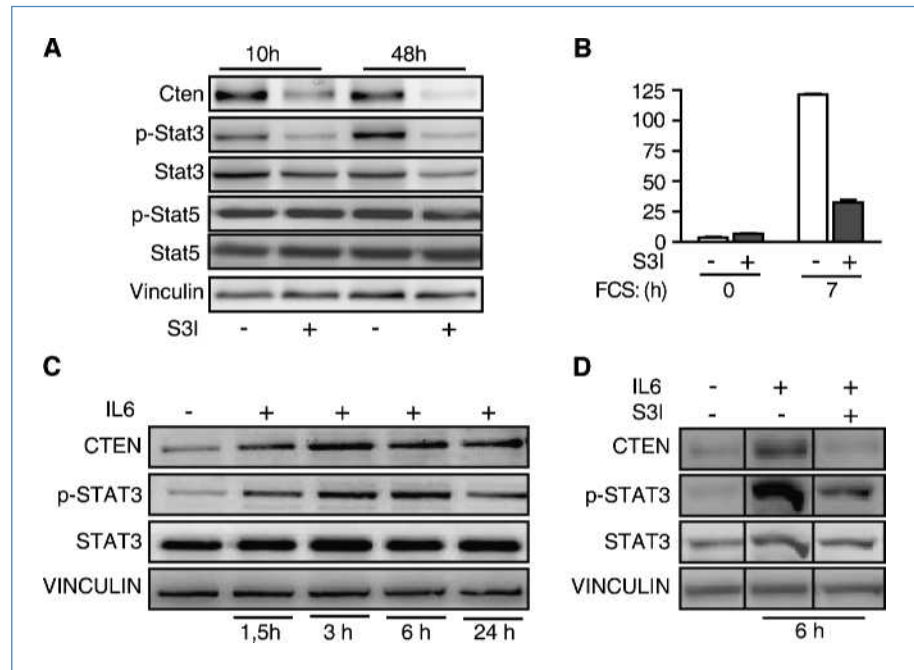 A
10h 48h
Cten
p-Stat3
Stat3
p-Stat5
Stat5
Vinculin
S3I - + - +
B
125
100
75
50
25
0
S3I - + - +
FCS: (h) 0 7
C
IL6 - + + + +
CTEN
p-STAT3
STAT3
VINCULIN
1,5h 3 h 6 h 24 h
D
IL6 - + +
S3I - - +
CTEN
p-STAT3
STAT3
VINCULIN
6 h